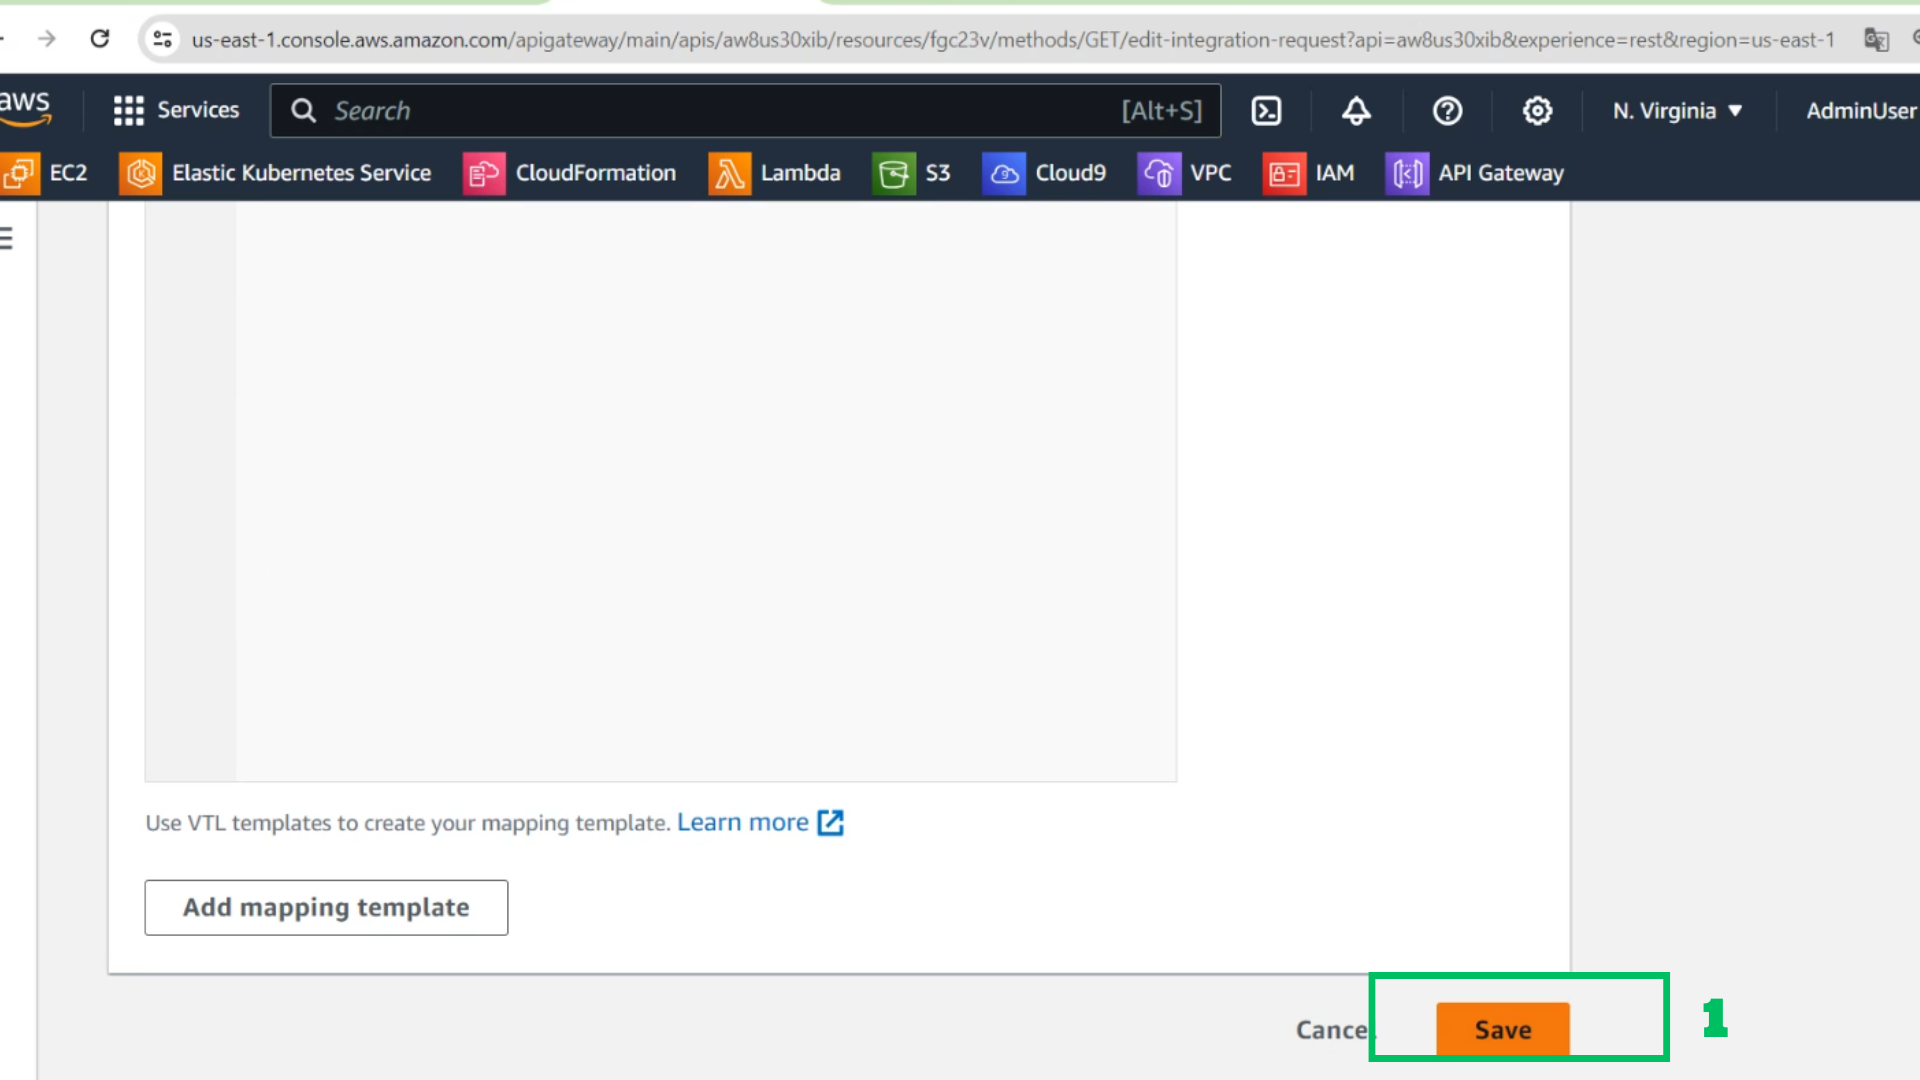 us-east-1.console.aws.amazon.com/apigateway/main/apis/aw8us30xib/resources/fgc23v/methods/GET/edit-integration-request?api=aw8us30xib&experience=rest&region=us-east-1
aws Services Search [Alt+S] N. Virginia AdminUser
EC2 Elastic Kubernetes Service CloudFormation Lambda S3 Cloud9 VPC IAM API Gateway
Use VTL templates to create your mapping template. Learn more
Add mapping template
Cancel Save 1